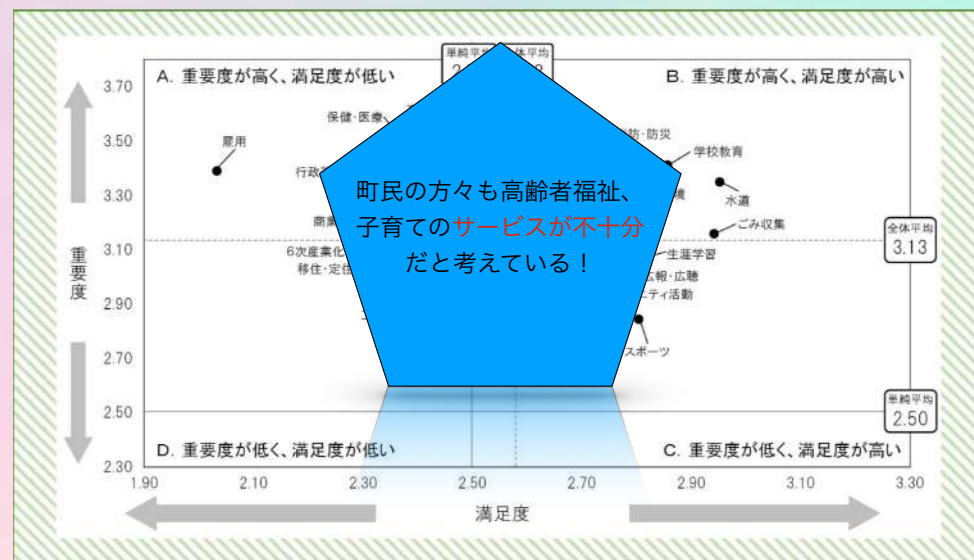 単純平均
A. 重要度が高く、満足度が低い
B. 重要度が高く、満足度が高い
3.70
保健・医療
3.50
雇用
防・防災
学校教育
行政
3.30
水道
町民の方々も高齢者福祉、
子育てのサービスが不十分
だと考えている！
商業
ごみ収集
全体平均
3.13
3.10
6次産業化
移住・定住
生涯学習
広報・広聴
ニティ活動
重要度
2.90
スポーツ
2.70
単純平均
2.50
2.50
D. 重要度が低く、満足度が低い
C. 重要度が低く、満足度が高い
2.30
1.90
2.10
2.30
2.50
2.70
2.90
3.10
3.30
満足度